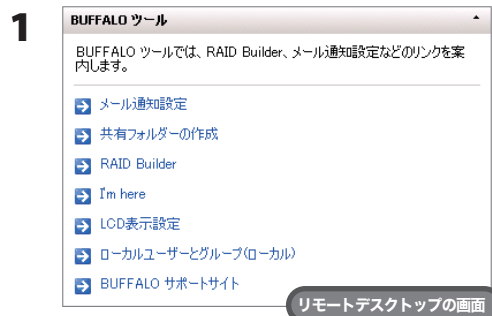 1
BUFFALO ツール
BUFFALO ツールでは、RAID Builder、メール通知設定などのリンクを案
内します。
メール通知設定
共有フォルダーの作成
RAID Builder
I'm here
LCD表示設定
ローカルユーザーとグループ(ローカル)
BUFFALO サポートサイト
リモートデスクトップの画面